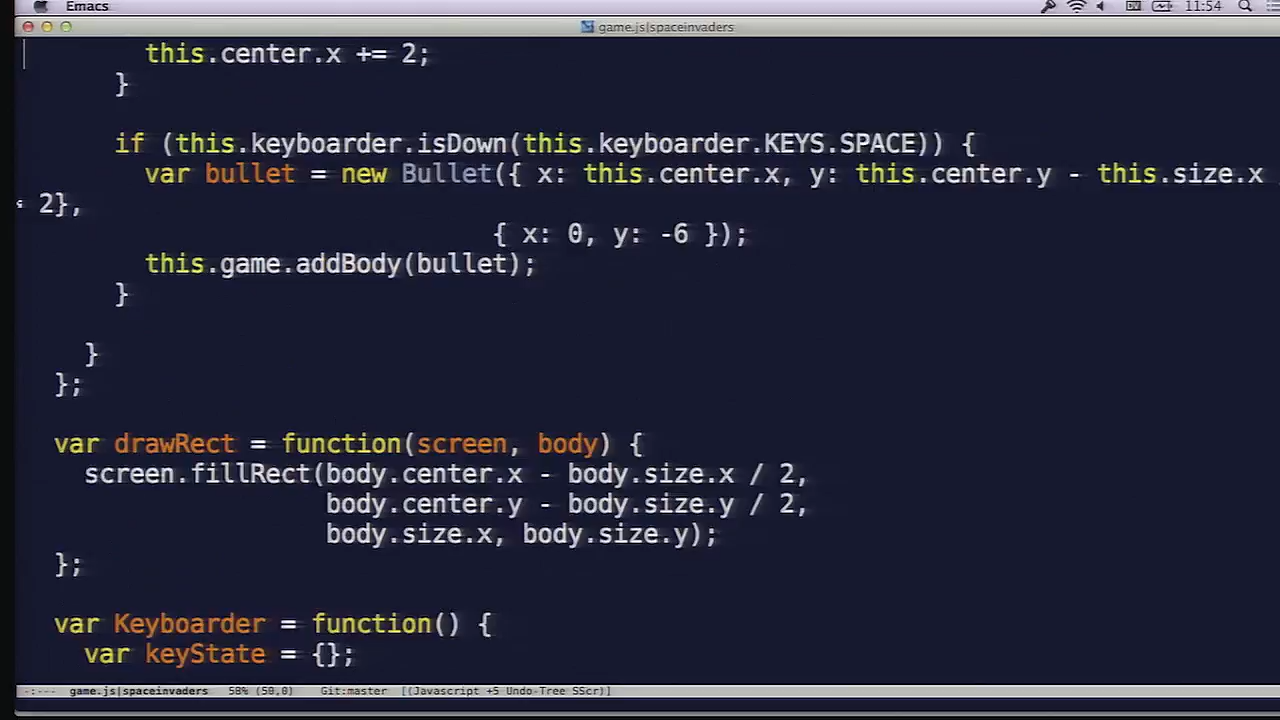 Emacs
11:54
game.js|spaceinvaders
this.center.x += 2;
}
if (this.keyboarder.isDown(this.keyboarder.KEYS.SPACE)) {
var bullet = new Bullet({ x: this.center.x, y: this.center.y - this.size.x
2},
{ x: 0, y: -6 });
this.game.addBody(bullet);
}
}
};
var drawRect = function(screen, body) {
screen.fillRect(body.center.x - body.size.x / 2,
body.center.y - body.size.y / 2,
body.size.x, body.size.y);
};
var Keyboarder = function() {
var keyState = {};
-:--- game.js|spaceinvaders 58% (50,0) Git:master [(Javascript +5 Undo-Tree SScr)]